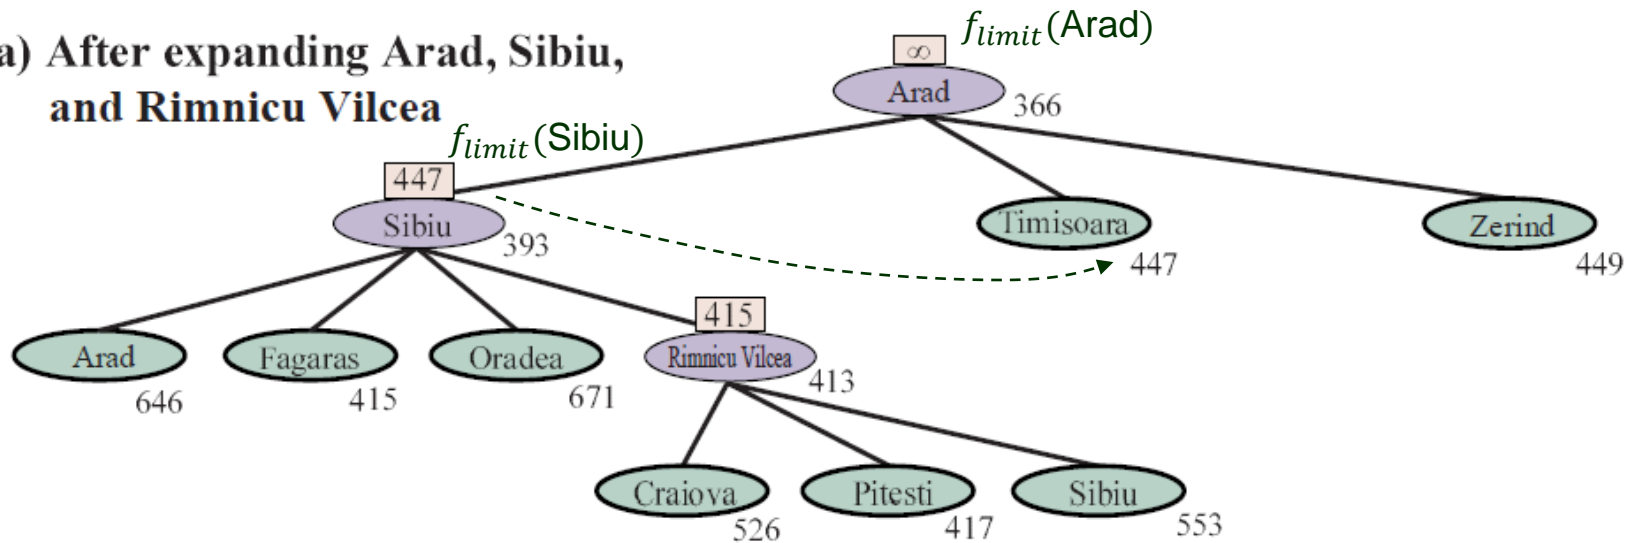 a) After expanding Arad, Sibiu,
and Rimnicu Vilcea
f_limit(Arad)
∞
Arad
366
f_limit(Sibiu)
447
Sibiu
393
Timisoara
447
Zerind
449
Arad
646
Fagaras
415
Oradea
671
415
Rimnicu Vilcea
413
Craiova
526
Pitesti
417
Sibiu
553